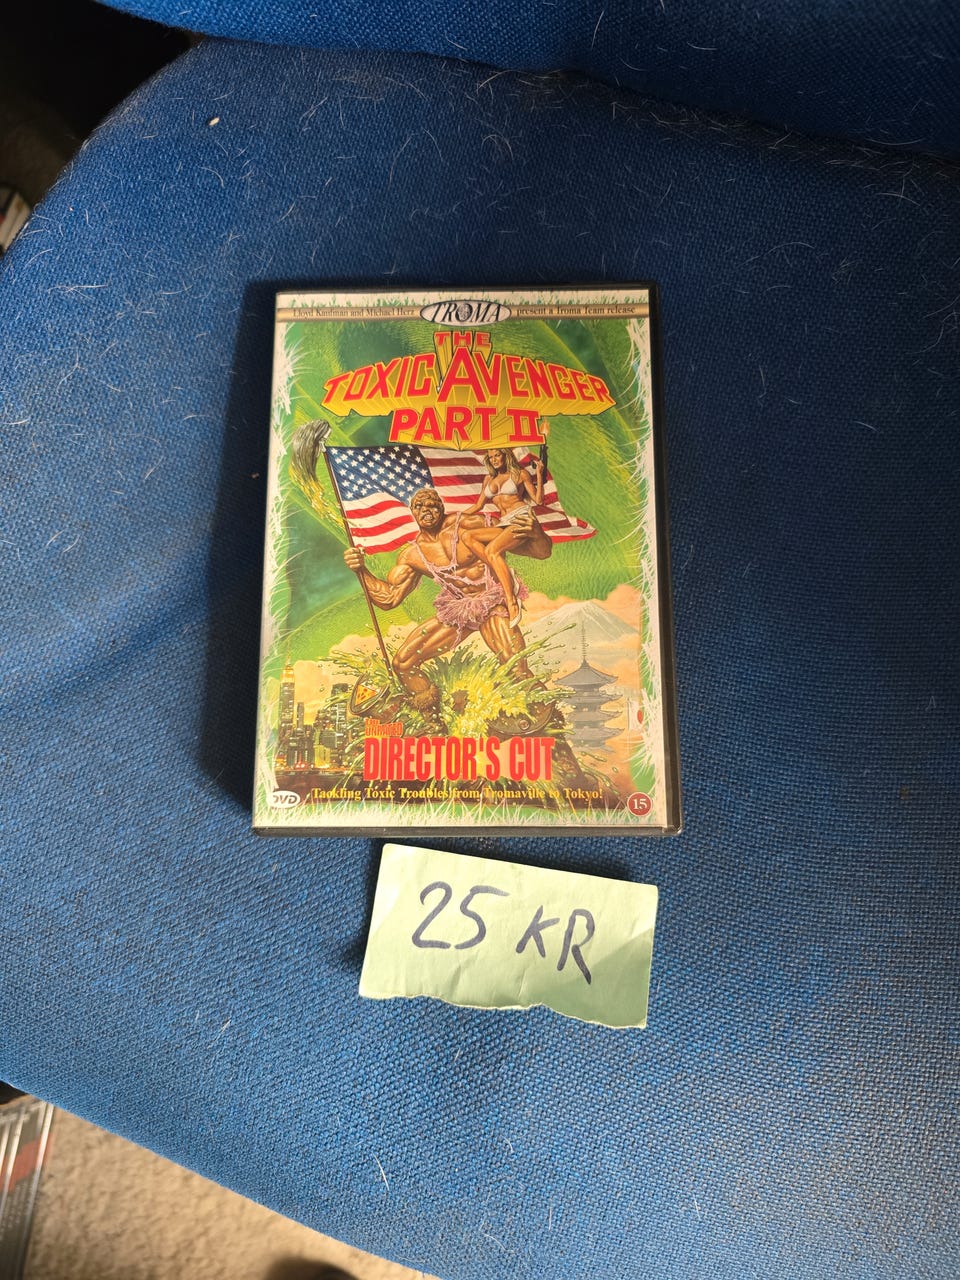 Lloyd Kaufman and Michael Herz TROMA present a Troma Team release
THE
TOXIC AVENGER
PART II
UNRATED
DIRECTOR'S CUT
DVD Tackling Toxic Troubles from Tromaville to Tokyo! 15
25 KR